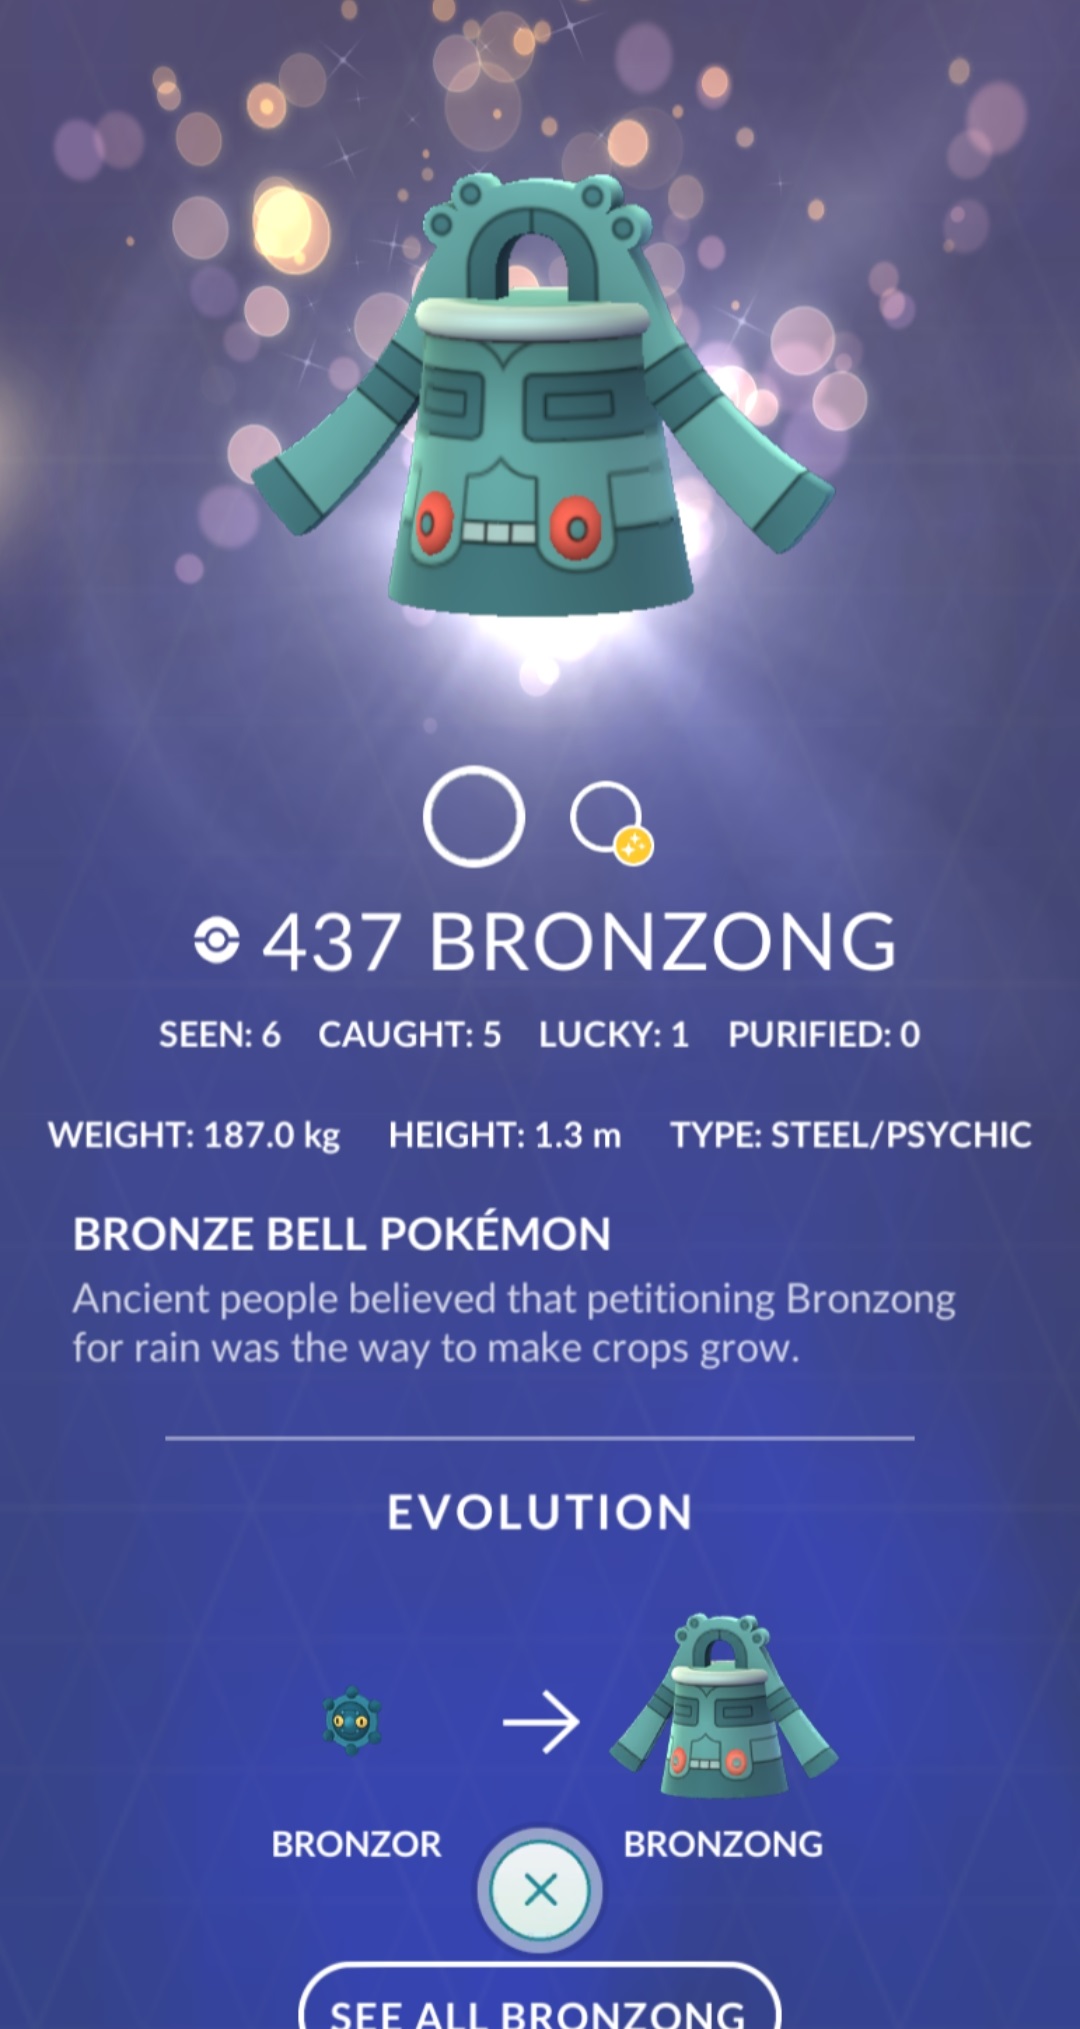 437 BRONZONG
SEEN: 6 CAUGHT: 5 LUCKY: 1 PURIFIED: 0
WEIGHT: 187.0 kg HEIGHT: 1.3 m TYPE: STEEL/PSYCHIC
BRONZE BELL POKÉMON
Ancient people believed that petitioning Bronzong
for rain was the way to make crops grow.
EVOLUTION
BRONZOR BRONZONG
SEE ALL BRONZONG